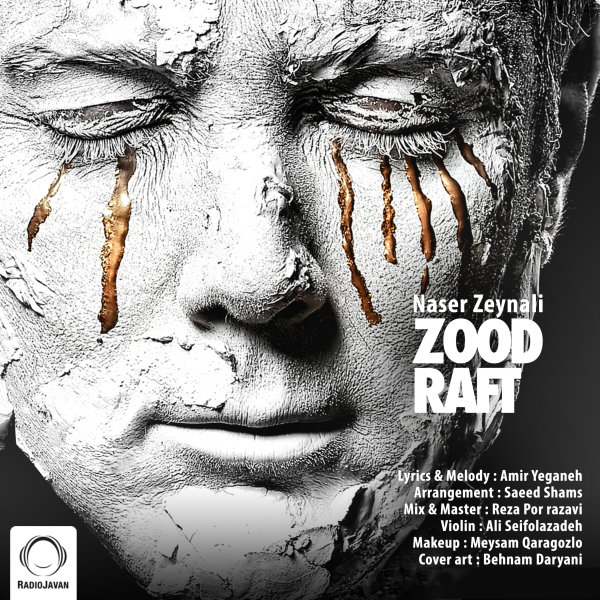 Naser Zeynali
ZOOD
RAFT
Lyrics & Melody : Amir Yeganeh
Arrangement : Saeed Shams
Mix & Master : Reza Por razavi
Violin : Ali Seifolazadeh
Makeup : Meysam Qaragozlo
Cover art : Behnam Daryani
RADIOJAVAN